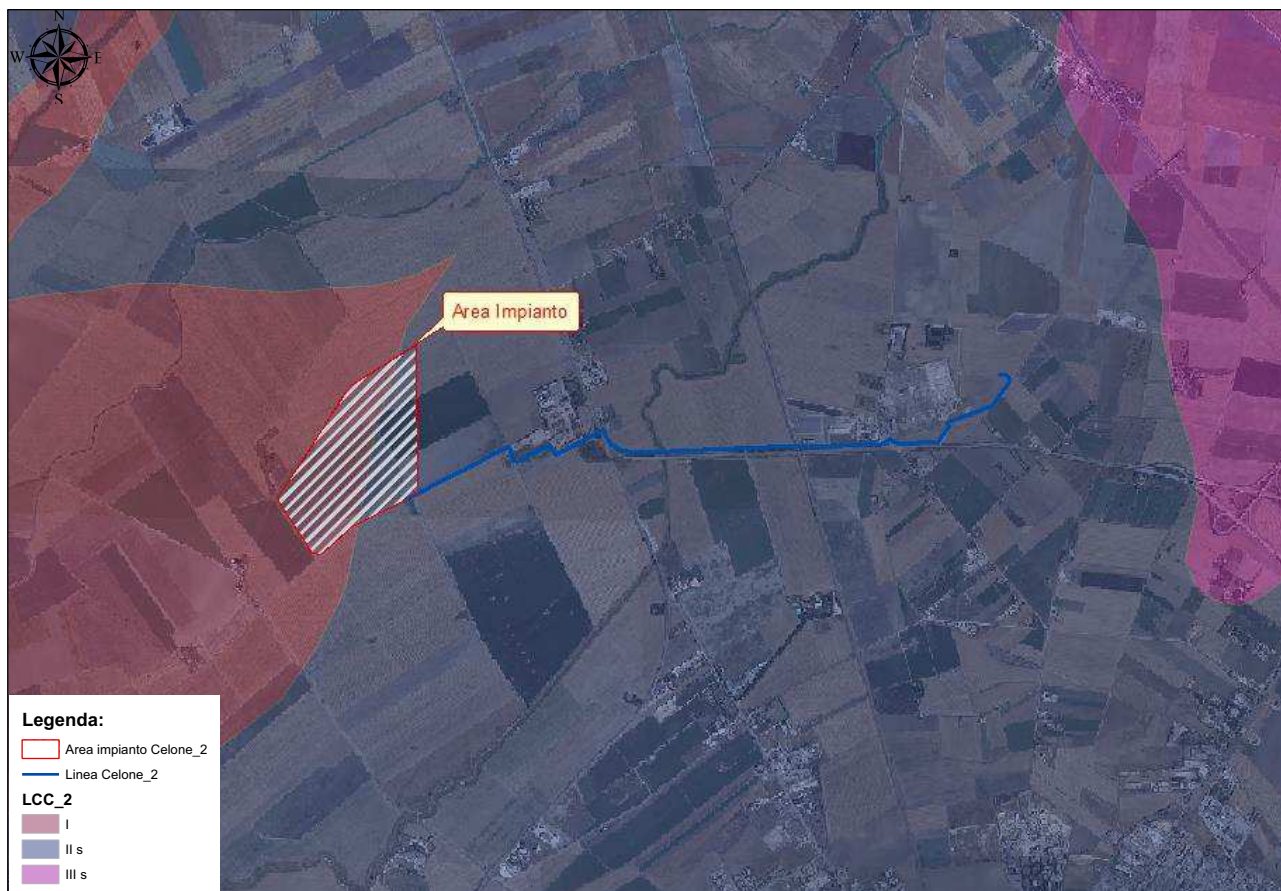 N
W E
S
Area Impianto
Legenda:
Area impianto Celone_2
Linea Celone_2
LCC_2
I
II s
III s